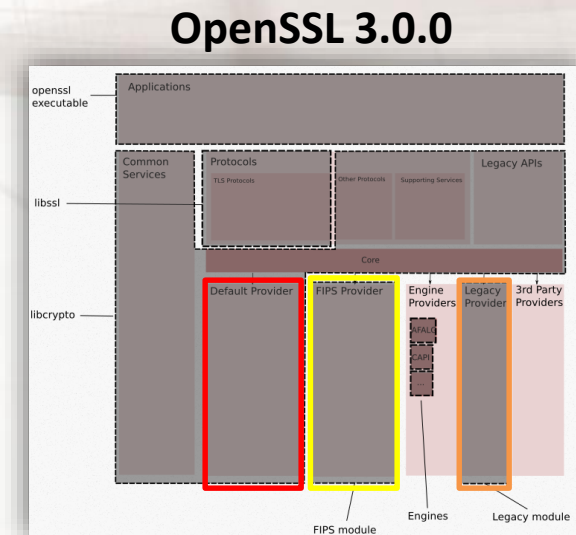 OpenSSL 3.0.0
openssl
executable
Applications
Common
Services
Protocols
TLS Protocols
Other Protocols
Supporting Services
Legacy APIs
libssl
Core
Default Provider
FIPS Provider
Engine
Providers
Legacy
Provider
3rd Party
Providers
libcrypto
AFALG
CAPI
...
Engines
Legacy module
FIPS module